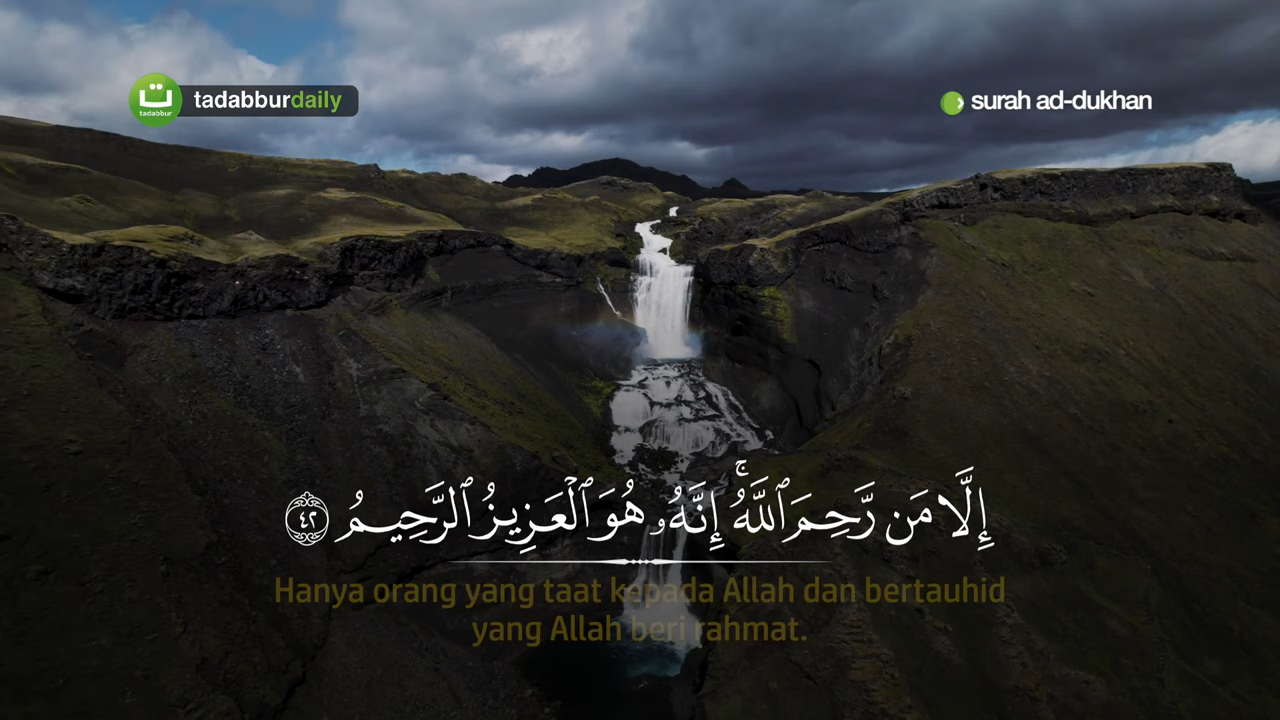 tadabbur
tadabburdaily
surah ad-dukhan
إِلَّا مَن رَّحِمَ ٱللَّهُ ۚ إِنَّهُۥ هُوَ ٱلْعَزِيزُ ٱلرَّحِيمُ ٤٢
Hanya orang yang taat kepada Allah dan bertauhid
yang Allah beri rahmat.